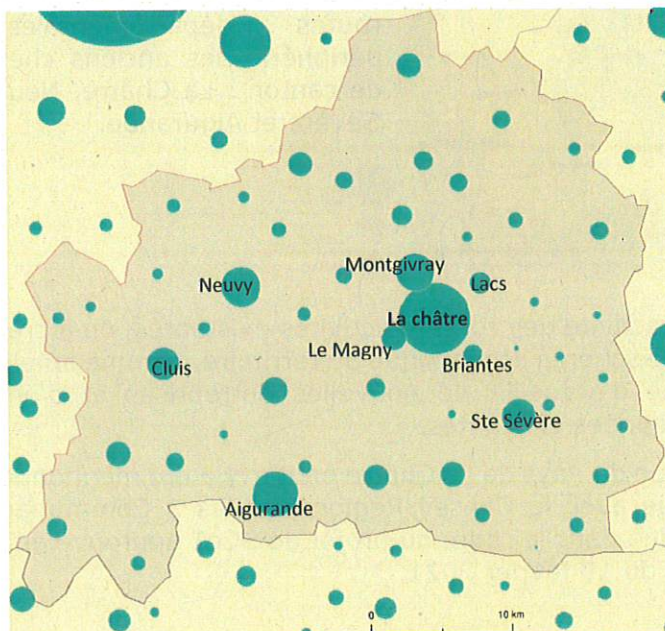 Montgivray
Neuvy
Lacs
La châtre
Le Magny
Briantes
Cluis
Ste Sévère
Aigurande
0
10 km